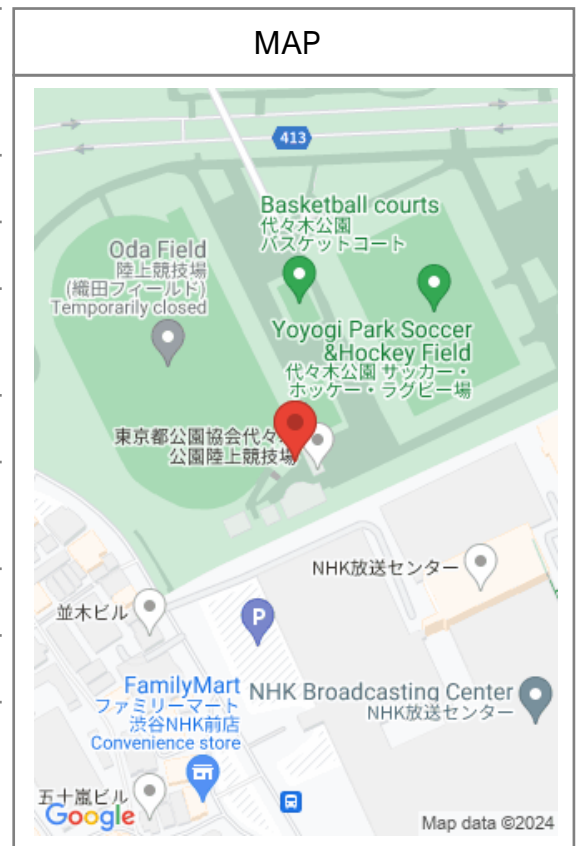 MAP
413
Basketball courts
代々木公園
バスケットコート
Oda Field
陸上競技場
(織田フィールド)
Temporarily closed
Yoyogi Park Soccer
&Hockey Field
代々木公園 サッカー・
ホッケー・ラグビー場
東京都公園協会代々
公園陸上競技場
NHK放送センター
並木ビル
P
FamilyMart
ファミリーマート
渋谷NHK前店
Convenience store
NHK Broadcasting Center
NHK放送センター
五十嵐ビル
Google
Map data ©2024